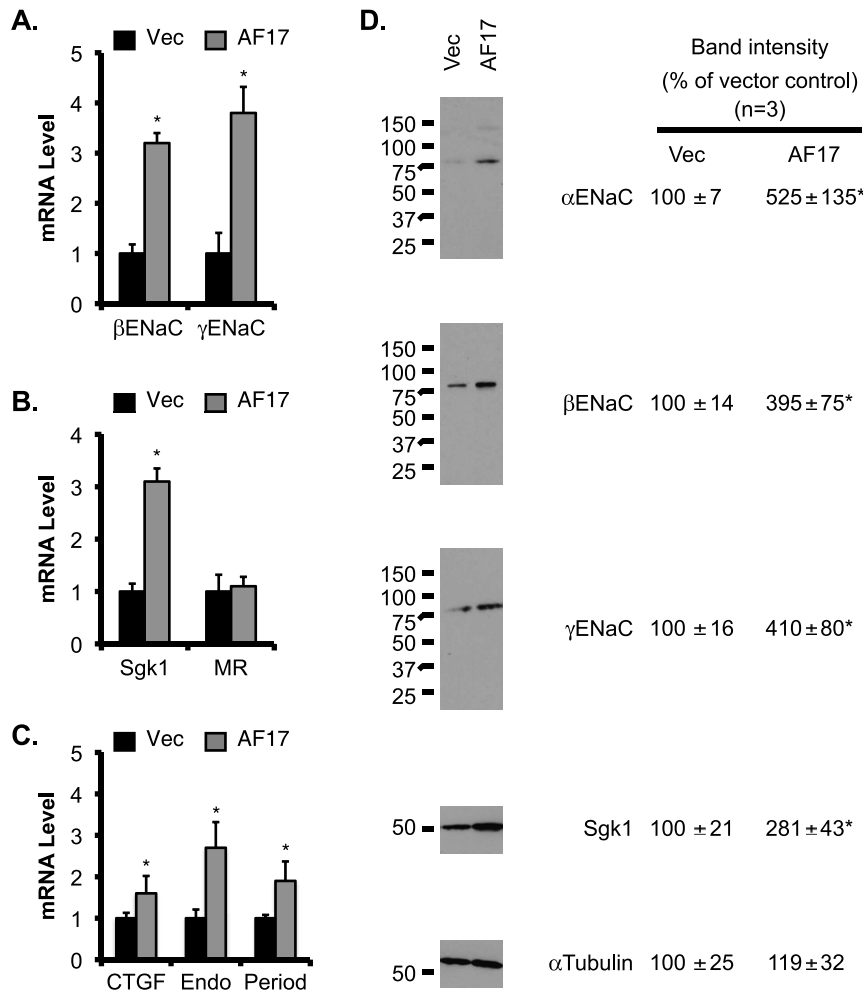 A.
Vec AF17
5
4
3
2
1
0
mRNA Level
* *
βENaC γENaC
B.
Vec AF17
4
3
2
1
0
mRNA Level
*
Sgk1 MR
C.
Vec AF17
5
4
3
2
1
0
mRNA Level
* * *
CTGF Endo Period
D.
Vec AF17
Band intensity
(% of vector control)
(n=3)
Vec AF17
150
100
75
50
37
25
αENaC 100 ± 7 525 ± 135*
150
100
75
50
37
25
βENaC 100 ± 14 395 ± 75*
150
100
75
50
37
25
γENaC 100 ± 16 410 ± 80*
50
Sgk1 100 ± 21 281 ± 43*
50
αTubulin 100 ± 25 119 ± 32